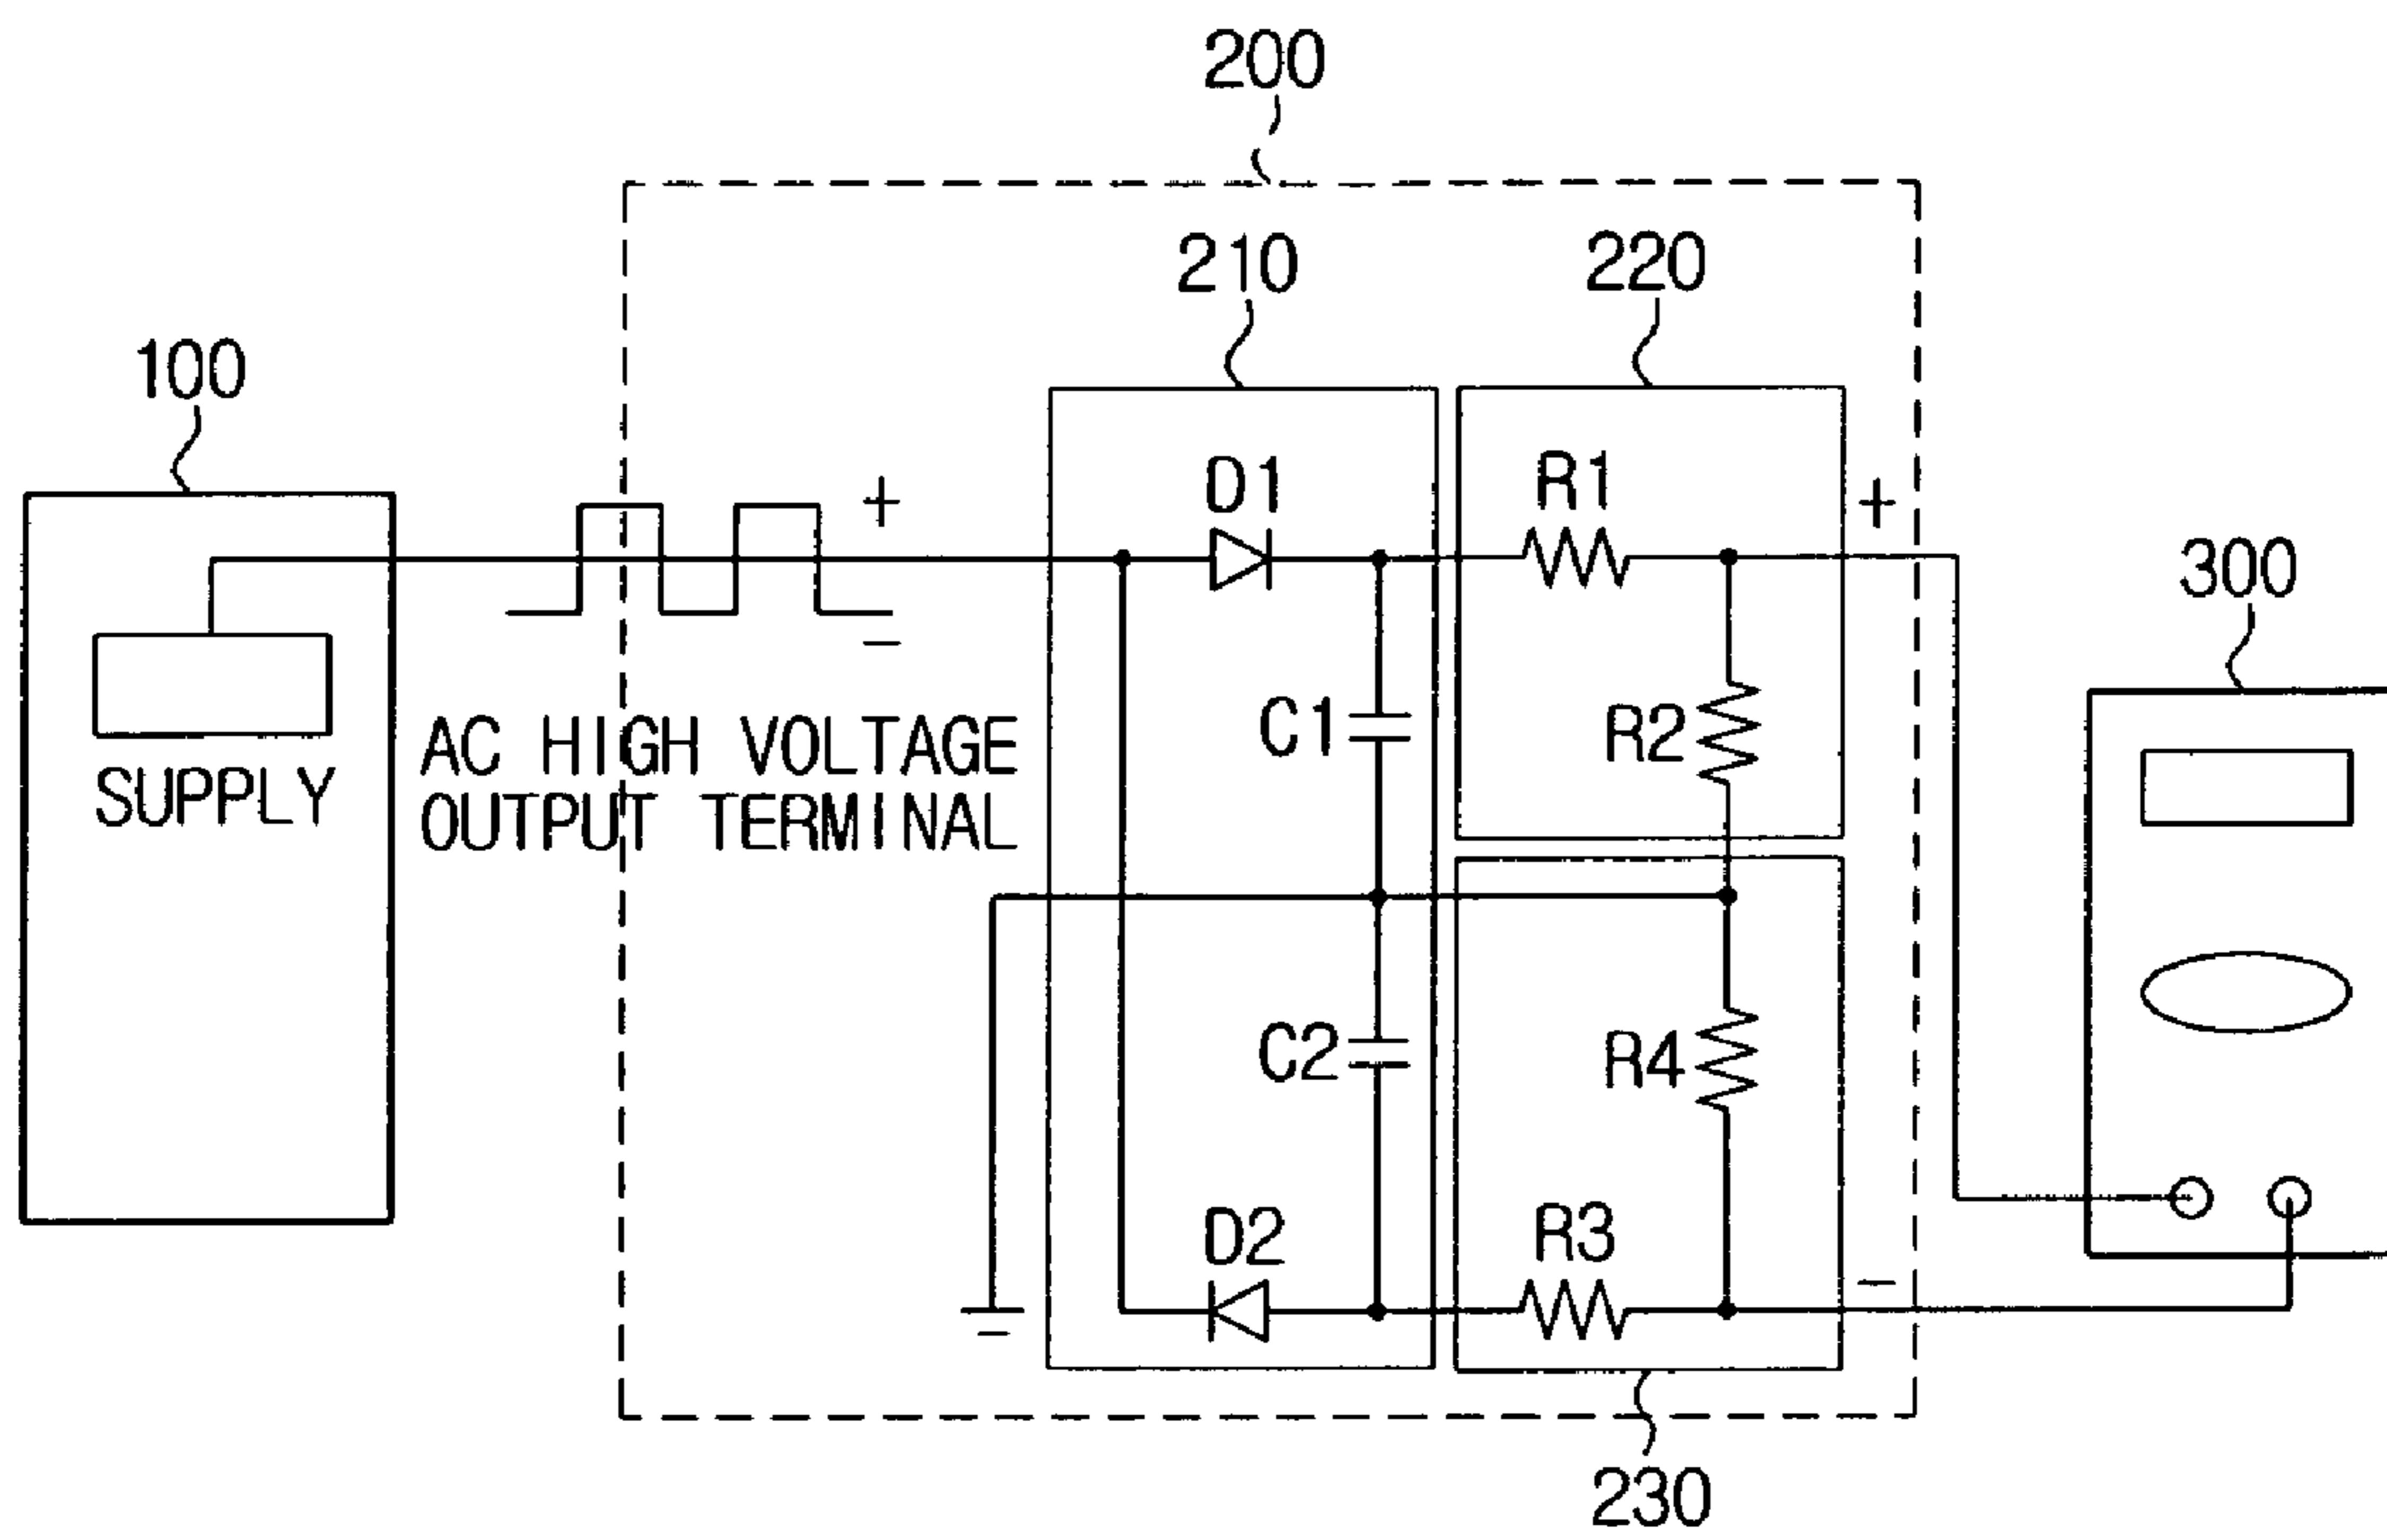 200
210
220
100
+
D1
R1
+
300
−
AC HIGH VOLTAGE
OUTPUT TERMINAL
C1
R2
SUPPLY
C2
R4
D2
R3
−
230